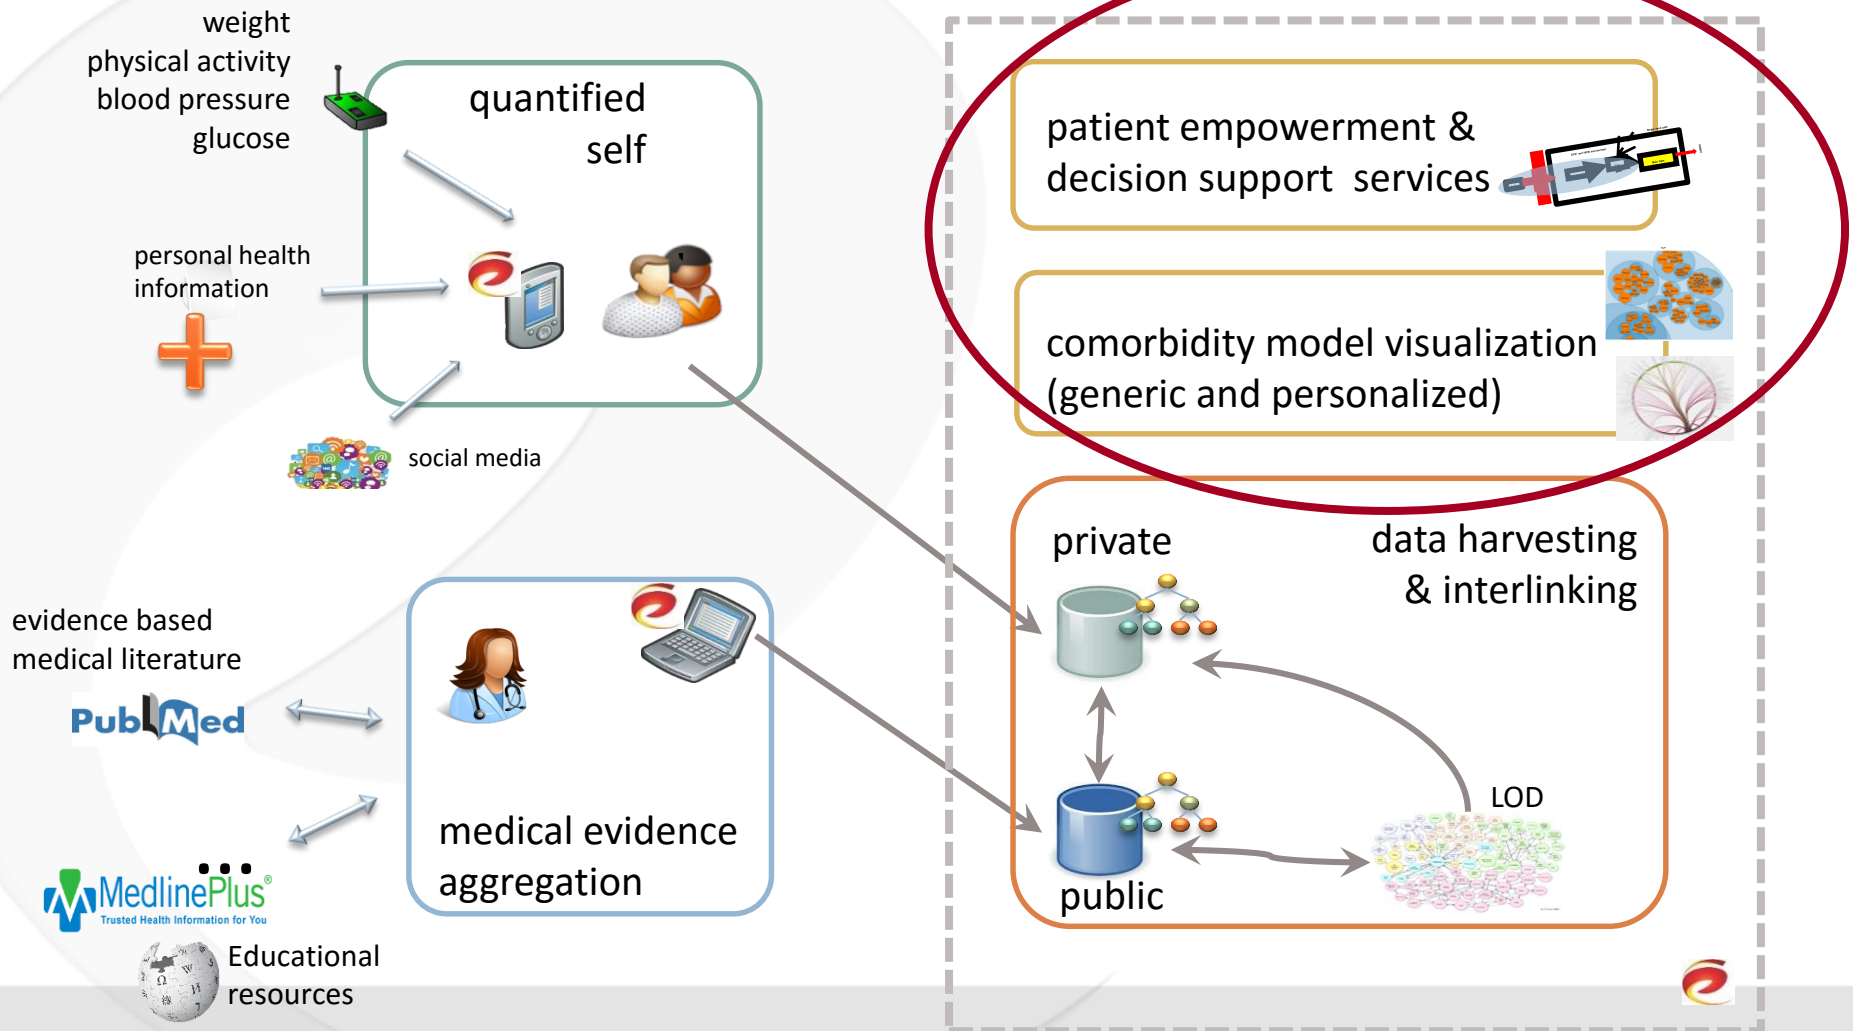 weight
physical activity
blood pressure
glucose
quantified
self
personal health
information
social media
evidence based
medical literature
PubMed
MedlinePlus®
Trusted Health Information for You
Educational
resources
medical evidence
aggregation
patient empowerment &
decision support services
comorbidity model visualization
(generic and personalized)
private
data harvesting
& interlinking
LOD
public